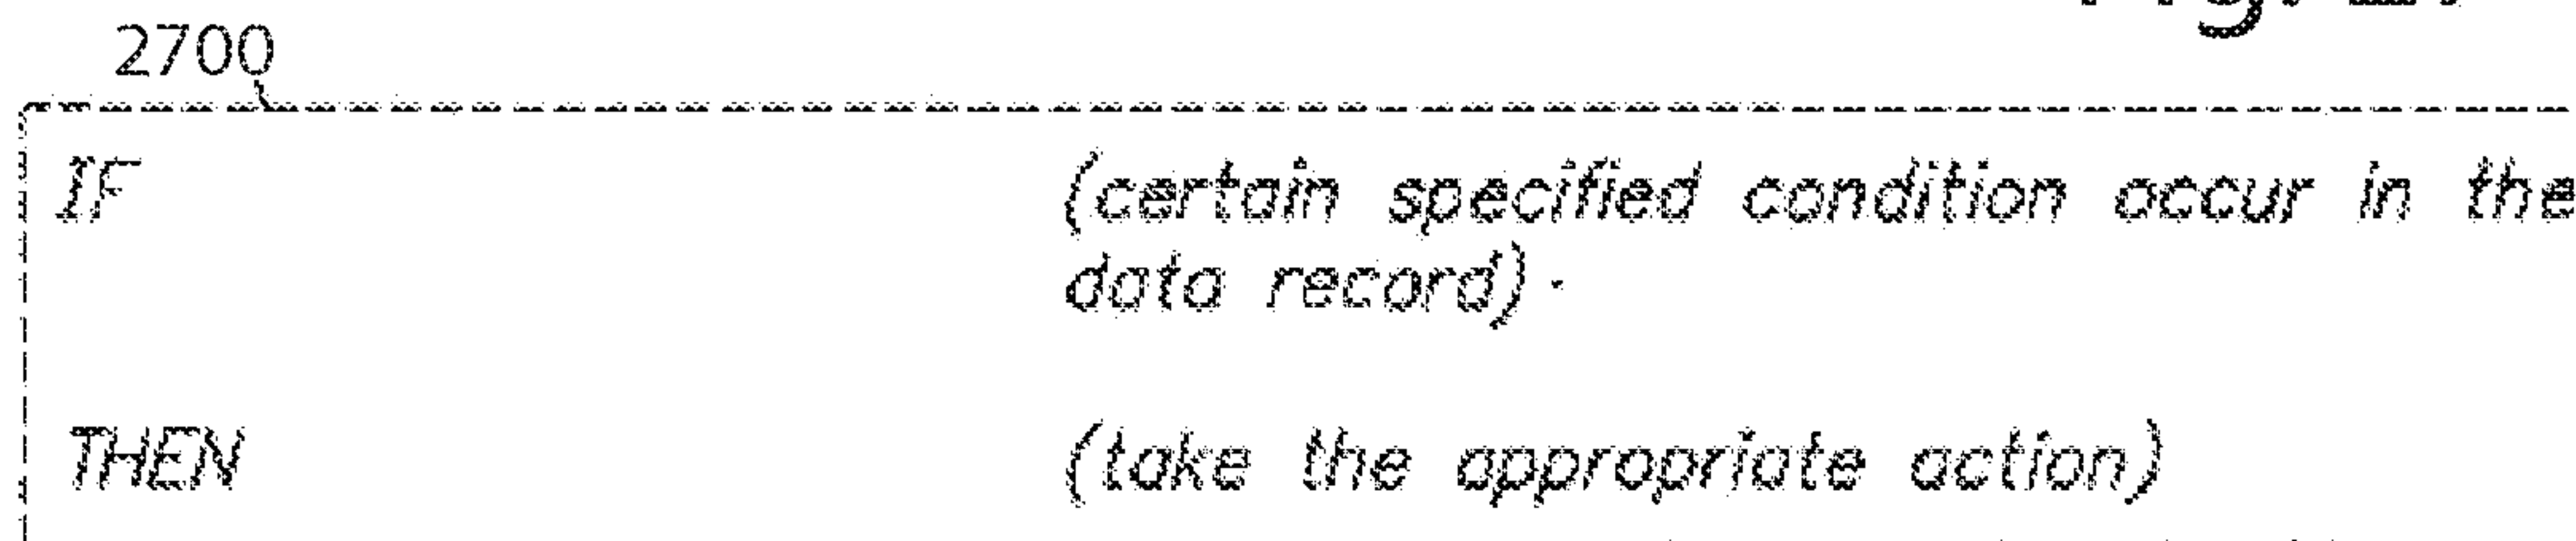 2700
IF (certain specified condition occur in the
data record)
THEN (take the appropriate action)